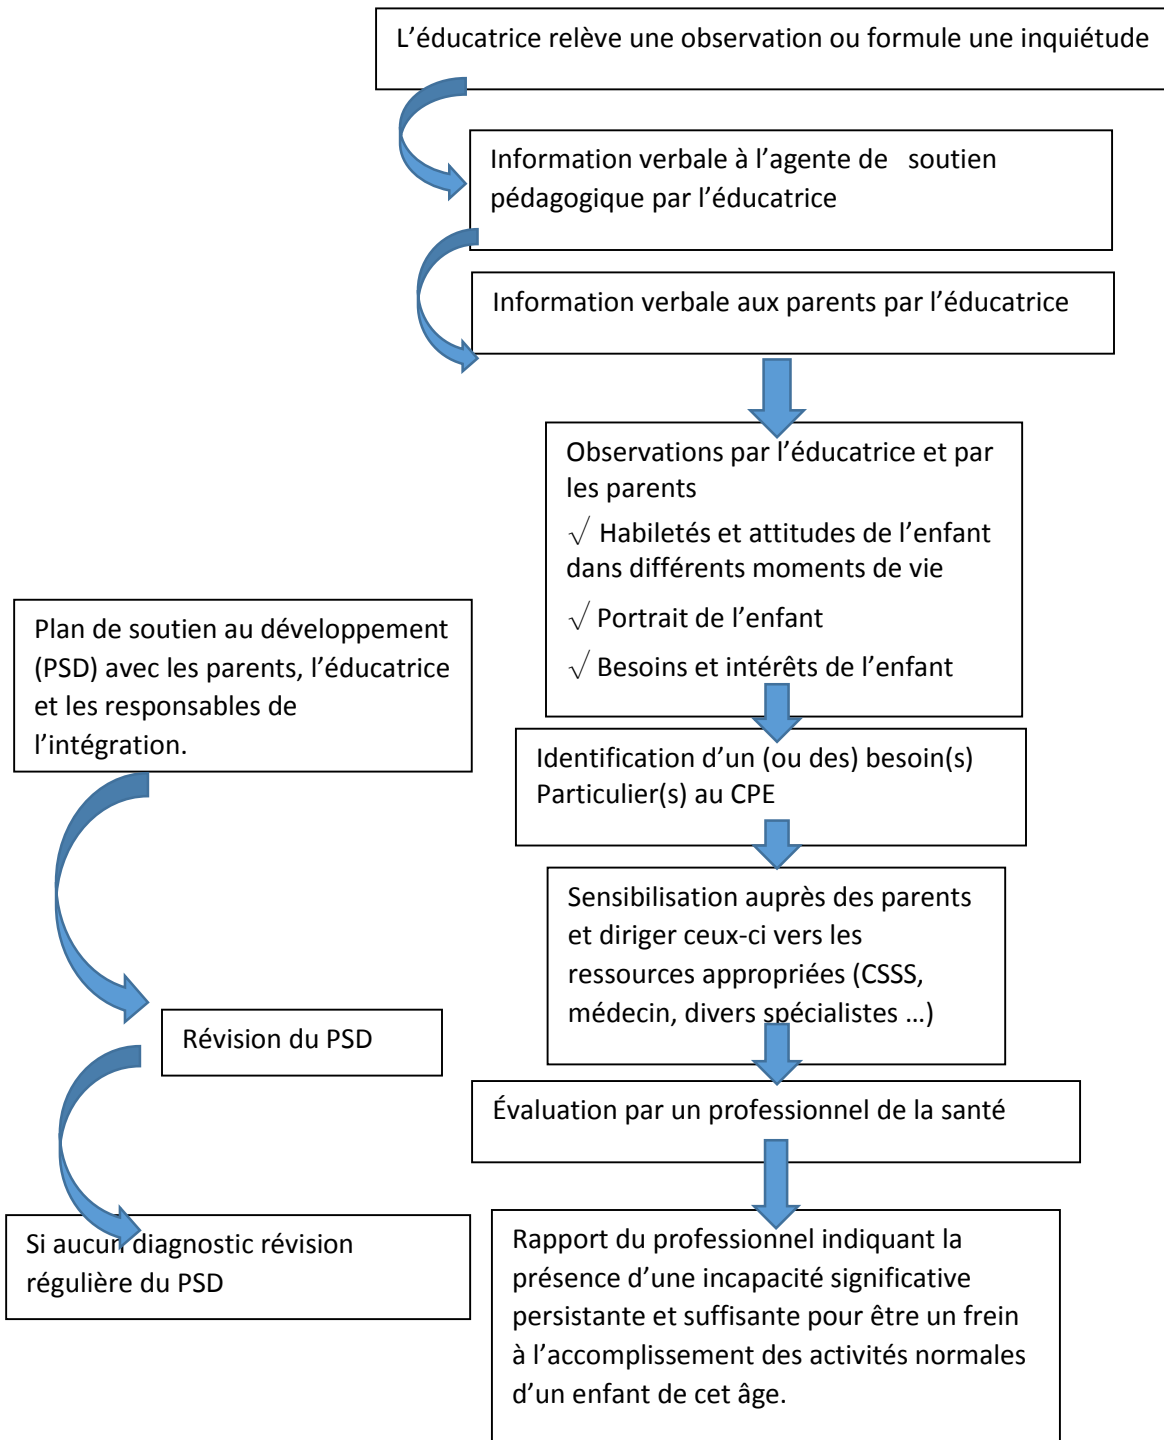 L’éducatrice relève une observation ou formule une inquiétude
Information verbale à l’agente de soutien
pédagogique par l’éducatrice
Information verbale aux parents par l’éducatrice
Observations par l’éducatrice et par
les parents
√ Habiletés et attitudes de l’enfant
dans différents moments de vie
√ Portrait de l’enfant
√ Besoins et intérêts de l’enfant
Identification d’un (ou des) besoin(s)
Particulier(s) au CPE
Sensibilisation auprès des parents
et diriger ceux-ci vers les
ressources appropriées (CSSS,
médecin, divers spécialistes …)
Évaluation par un professionnel de la santé
Rapport du professionnel indiquant la
présence d’une incapacité significative
persistante et suffisante pour être un frein
à l’accomplissement des activités normales
d’un enfant de cet âge.
Plan de soutien au développement
(PSD) avec les parents, l’éducatrice
et les responsables de
l’intégration.
Révision du PSD
Si aucun diagnostic révision
régulière du PSD